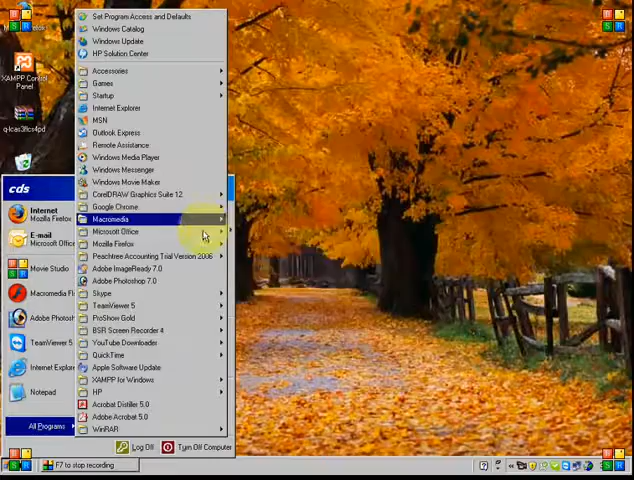 Set Program Access and Defaults
Windows Catalog
Windows Update
HP Solution Center
XAMPP Control
Panel
Accessories
Games
Startup
Internet Explorer
MSN
Outlook Express
Remote Assistance
Windows Media Player
Windows Messenger
Windows Movie Maker
CorelDRAW Graphics Suite 12
Google Chrome
Macromedia
Microsoft Office
Mozilla Firefox
Peachtree Accounting Trial Version 2006
Adobe ImageReady 7.0
Adobe Photoshop 7.0
Skype
TeamViewer 5
ProShow Gold
BSR Screen Recorder 4
YouTube Downloader
QuickTime
Apple Software Update
XAMPP for Windows
HP
Acrobat Distiller 5.0
Adobe Acrobat 5.0
WinRAR
cds
Internet
Mozilla Firefox
E-mail
Microsoft Offic
Movie Studio
Macromedia Fl
Adobe Photosh
TeamViewer 5
Internet Explor
Notepad
All Programs
Log Off
Turn Off Computer
F7 to stop recording